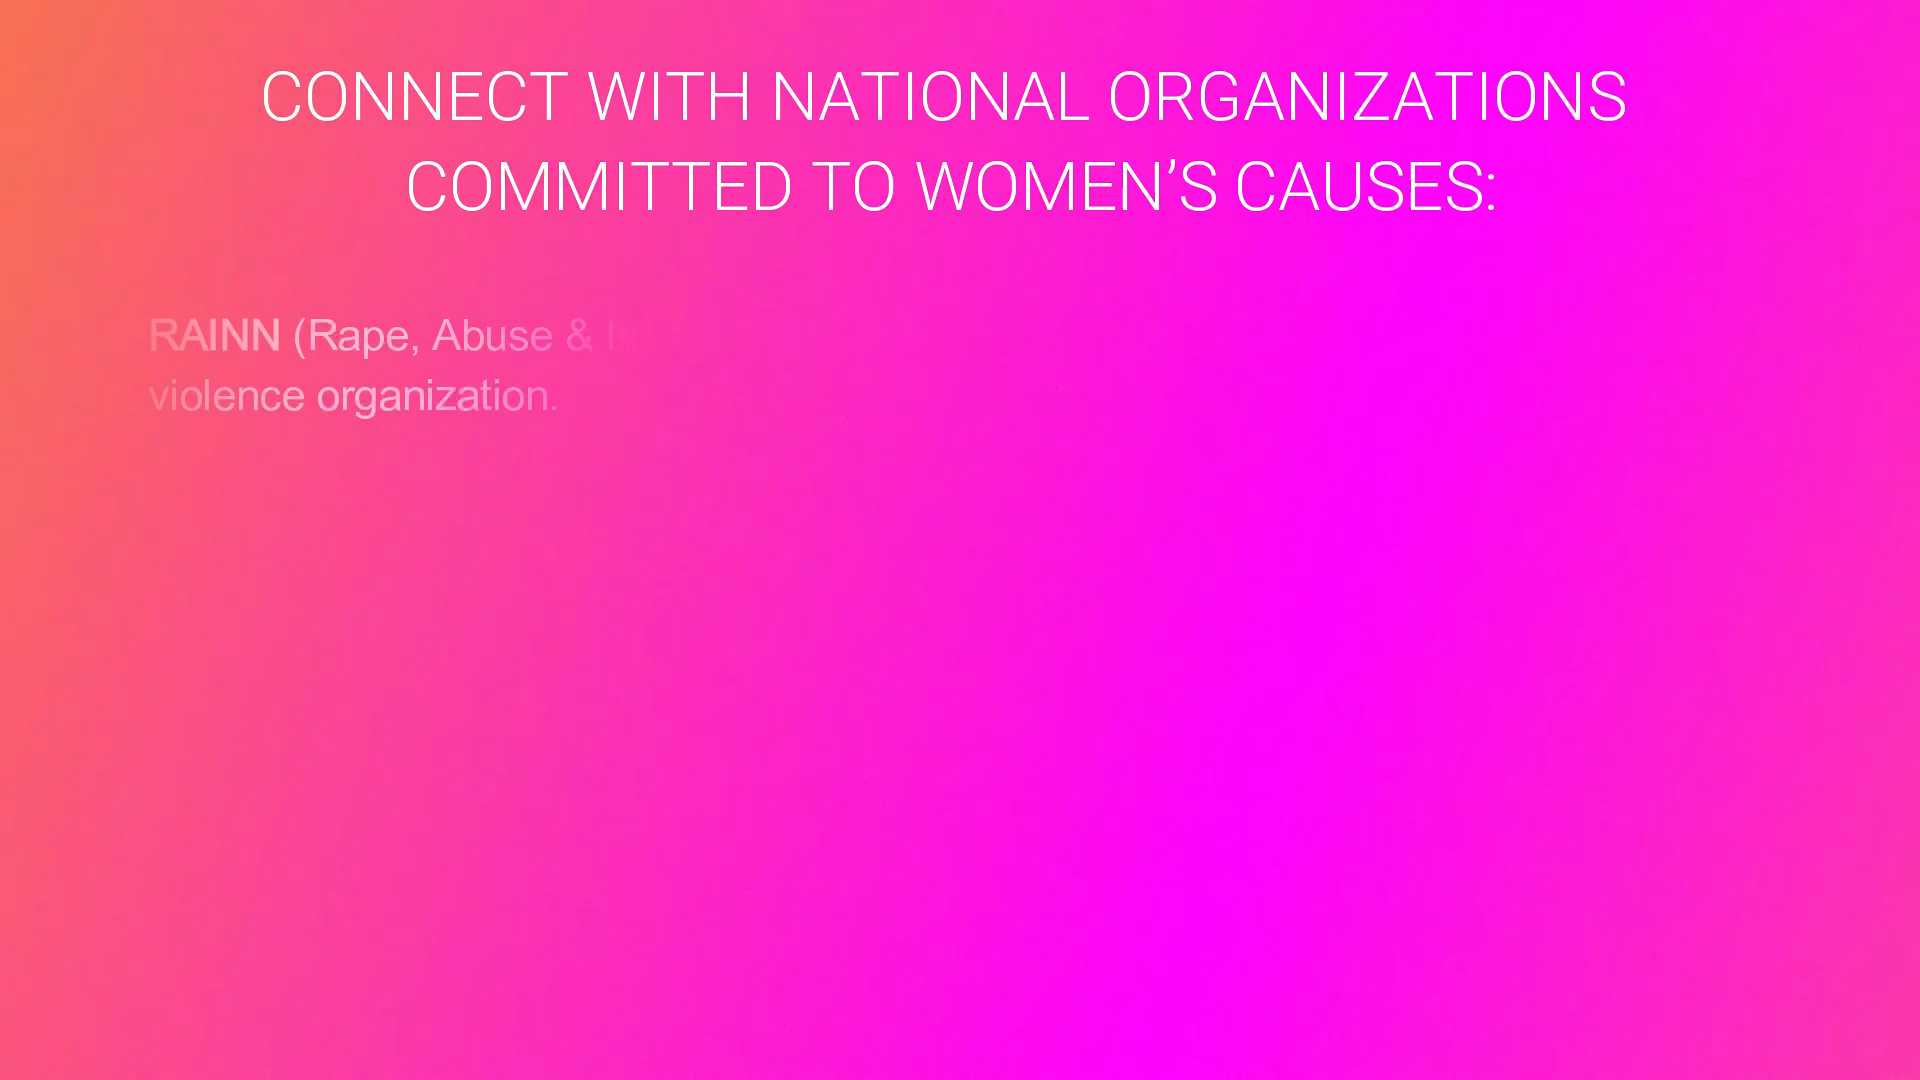 CONNECT WITH NATIONAL ORGANIZATIONS
COMMITTED TO WOMEN’S CAUSES:
RAINN (Rape, Abuse &
violence organization.